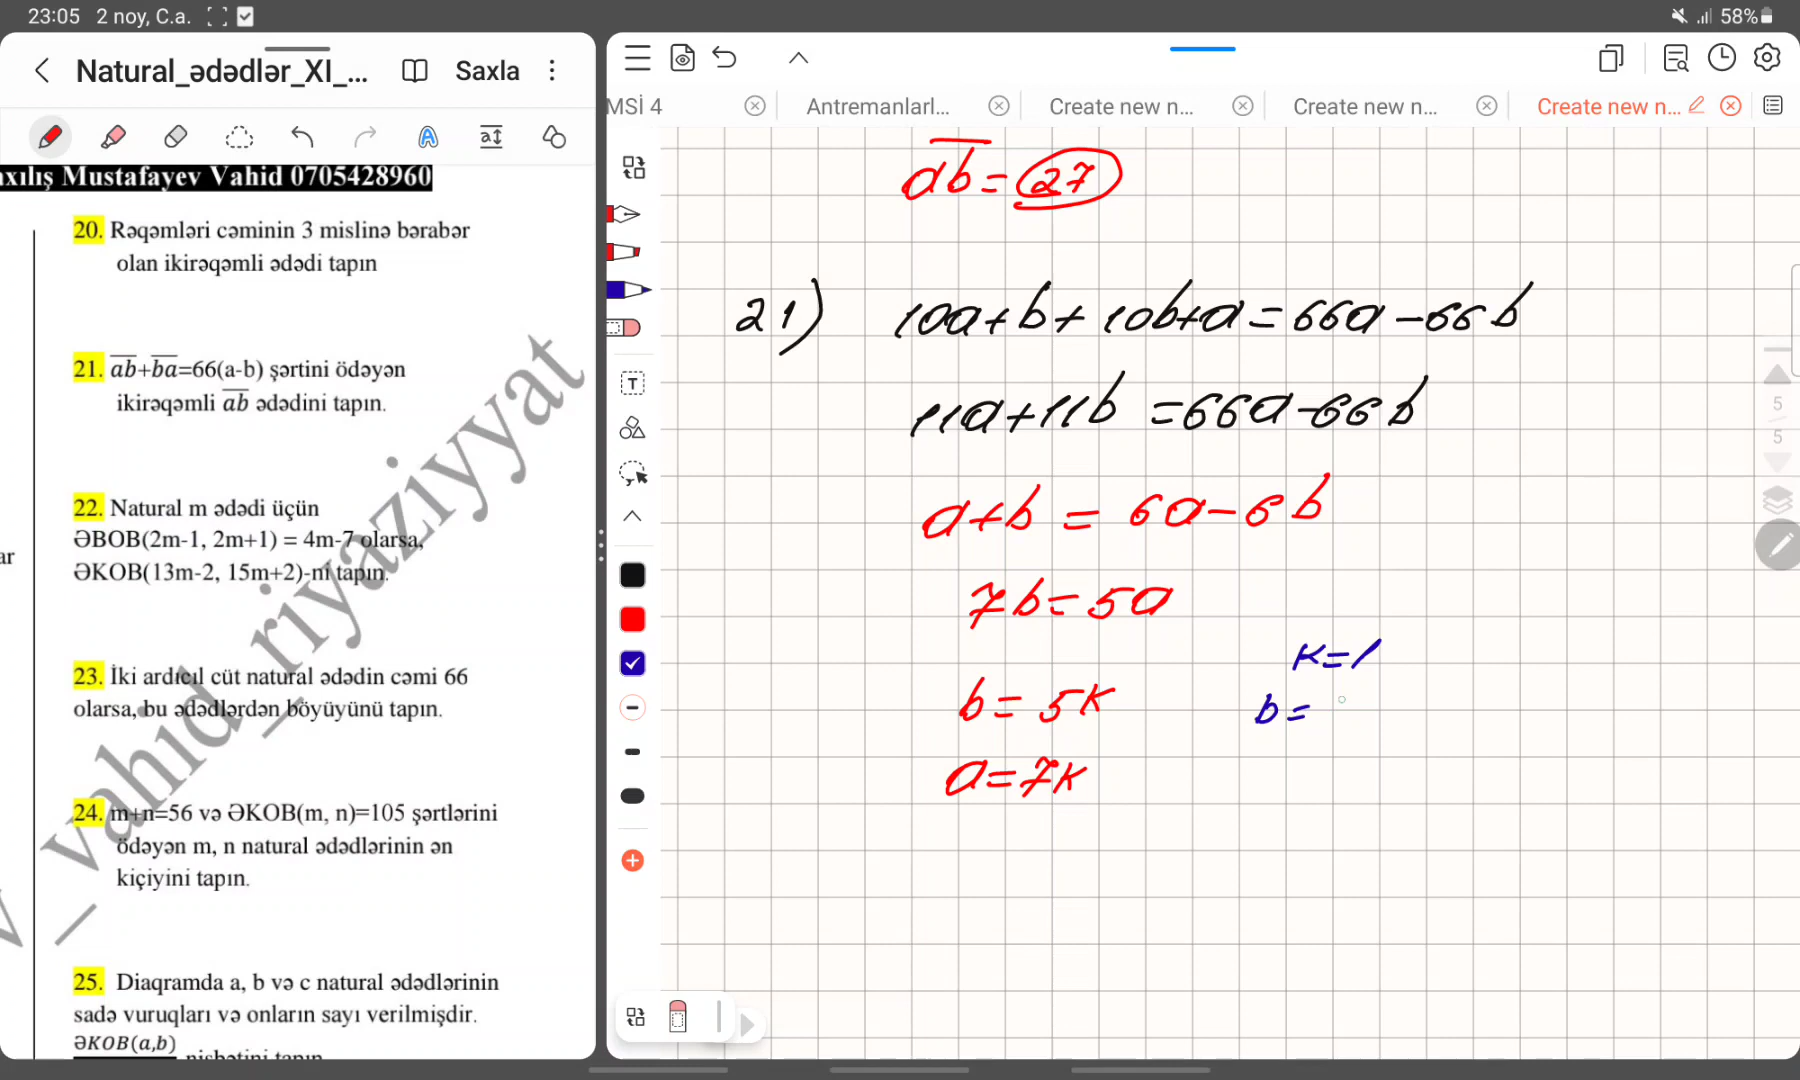 23:05 2 noy, C.a.
58%
Natural_ədədlər_XI_...
Saxla
axılış Mustafayev Vahid 0705428960
20. Rəqəmləri cəminin 3 mislinə bərabər
olan ikirəqəmli ədədi tapın
21. ab+ba=66(a-b) şərtini ödəyən
ikirəqəmli ab ədədini tapın.
22. Natural m ədədi üçün
ƏBOB(2m-1, 2m+1) = 4m-7 olarsa,
ar
ƏKOB(13m-2, 15m+2)-ni tapın.
23. İki ardıcıl cüt natural ədədin cəmi 66
olarsa, bu ədədlərdən böyüyünü tapın.
24. m+n=56 və ƏKOB(m, n)=105 şərtlərini
ödəyən m, n natural ədədlərinin ən
kiçiyini tapın.
25. Diaqramda a, b və c natural ədədlərinin
sadə vuruqları və onların sayı verilmişdir.
ƏKOB(a,b) nisbətini tapın
_vahid_riyaziyyat
MSİ 4
Antremanlarl...
Create new n...
Create new n...
Create new n...
ab = 27
21) 10a+b+10b+a=66a-66b
11a+11b =66a-66b
a+b = 6a-6b
7b=5a
b= 5k
a=7k
k=1
b=
5
5